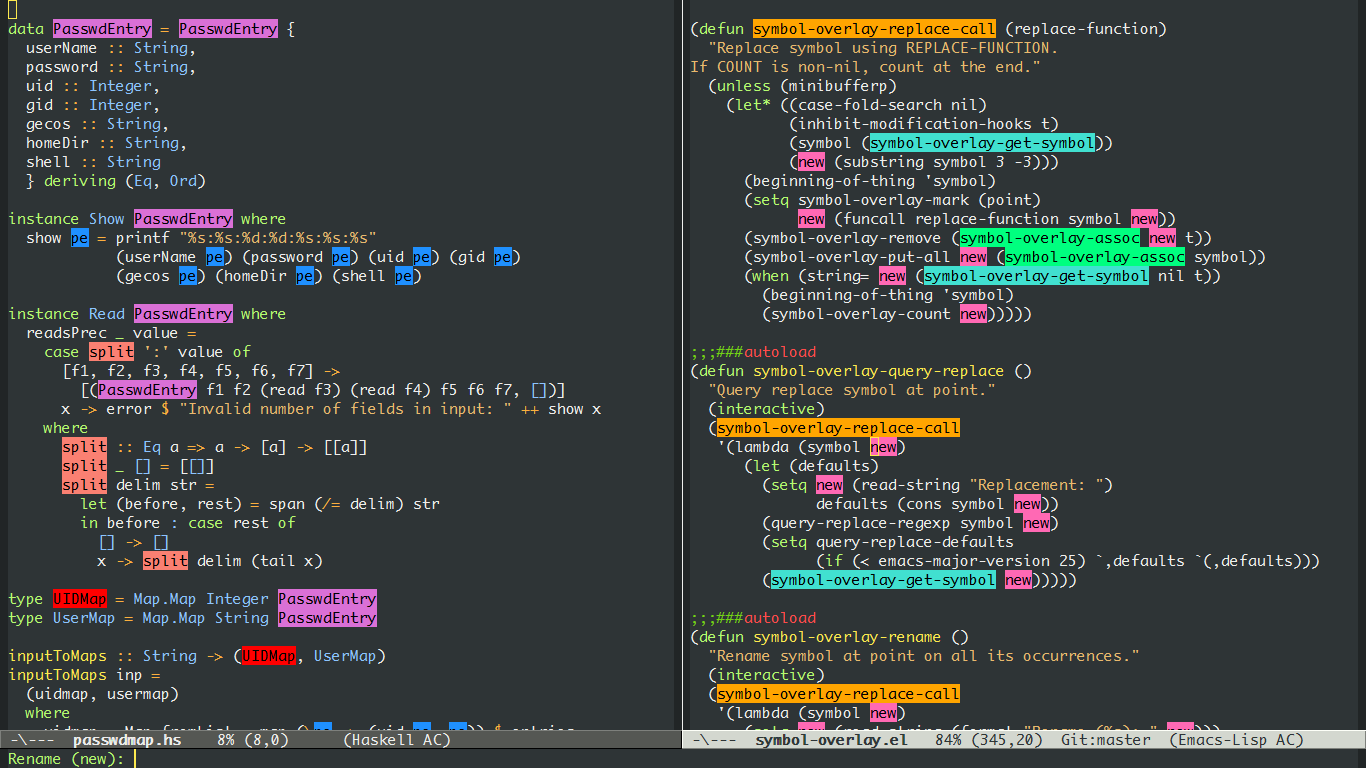 data PasswdEntry = PasswdEntry {
  userName :: String,
  password :: String,
  uid :: Integer,
  gid :: Integer,
  gecos :: String,
  homeDir :: String,
  shell :: String
  } deriving (Eq, Ord)

instance Show PasswdEntry where
  show pe = printf "%s:%s:%d:%d:%s:%s:%s"
            (userName pe) (password pe) (uid pe) (gid pe)
            (gecos pe) (homeDir pe) (shell pe)

instance Read PasswdEntry where
  readsPrec _ value =
    case split ':' value of
      [f1, f2, f3, f4, f5, f6, f7] ->
        [(PasswdEntry f1 f2 (read f3) (read f4) f5 f6 f7, [])]
      x -> error $ "Invalid number of fields in input: " ++ show x
    where
      split :: Eq a => a -> [a] -> [[a]]
      split _ [] = [[]]
      split delim str =
        let (before, rest) = span (/= delim) str
        in before : case rest of
          [] -> []
          x -> split delim (tail x)

type UIDMap = Map.Map Integer PasswdEntry
type UserMap = Map.Map String PasswdEntry

inputToMaps :: String -> (UIDMap, UserMap)
inputToMaps inp =
  (uidmap, usermap)
  where
-\---  passwdmap.hs    8% (8,0)      (Haskell AC)
(defun symbol-overlay-replace-call (replace-function)
  "Replace symbol using REPLACE-FUNCTION.
If COUNT is non-nil, count at the end."
  (unless (minibufferp)
    (let* ((case-fold-search nil)
           (inhibit-modification-hooks t)
           (symbol (symbol-overlay-get-symbol))
           (new (substring symbol 3 -3)))
      (beginning-of-thing 'symbol)
      (setq symbol-overlay-mark (point)
            new (funcall replace-function symbol new))
      (symbol-overlay-remove (symbol-overlay-assoc new t))
      (symbol-overlay-put-all new (symbol-overlay-assoc symbol))
      (when (string= new (symbol-overlay-get-symbol nil t))
        (beginning-of-thing 'symbol)
        (symbol-overlay-count new)))))

;;;###autoload
(defun symbol-overlay-query-replace ()
  "Query replace symbol at point."
  (interactive)
  (symbol-overlay-replace-call
   '(lambda (symbol new)
      (let (defaults)
        (setq new (read-string "Replacement: ")
              defaults (cons symbol new))
        (query-replace-regexp symbol new)
        (setq query-replace-defaults
              (if (< emacs-major-version 25) `,defaults `(,defaults)))
        (symbol-overlay-get-symbol new)))))

;;;###autoload
(defun symbol-overlay-rename ()
  "Rename symbol at point on all its occurrences."
  (interactive)
  (symbol-overlay-replace-call
   '(lambda (symbol new)
-\---  symbol-overlay.el   84% (345,20)  Git:master  (Emacs-Lisp AC)
Rename (new):